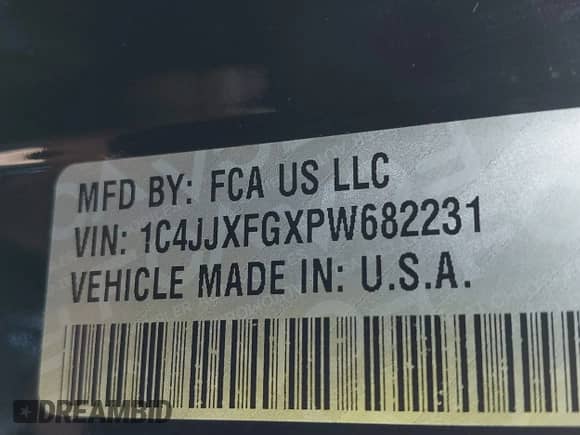 MFD BY: FCA US LLC
VIN: 1C4JJXFGXPW682231
VEHICLE MADE IN: U.S.A.
DREAMBID